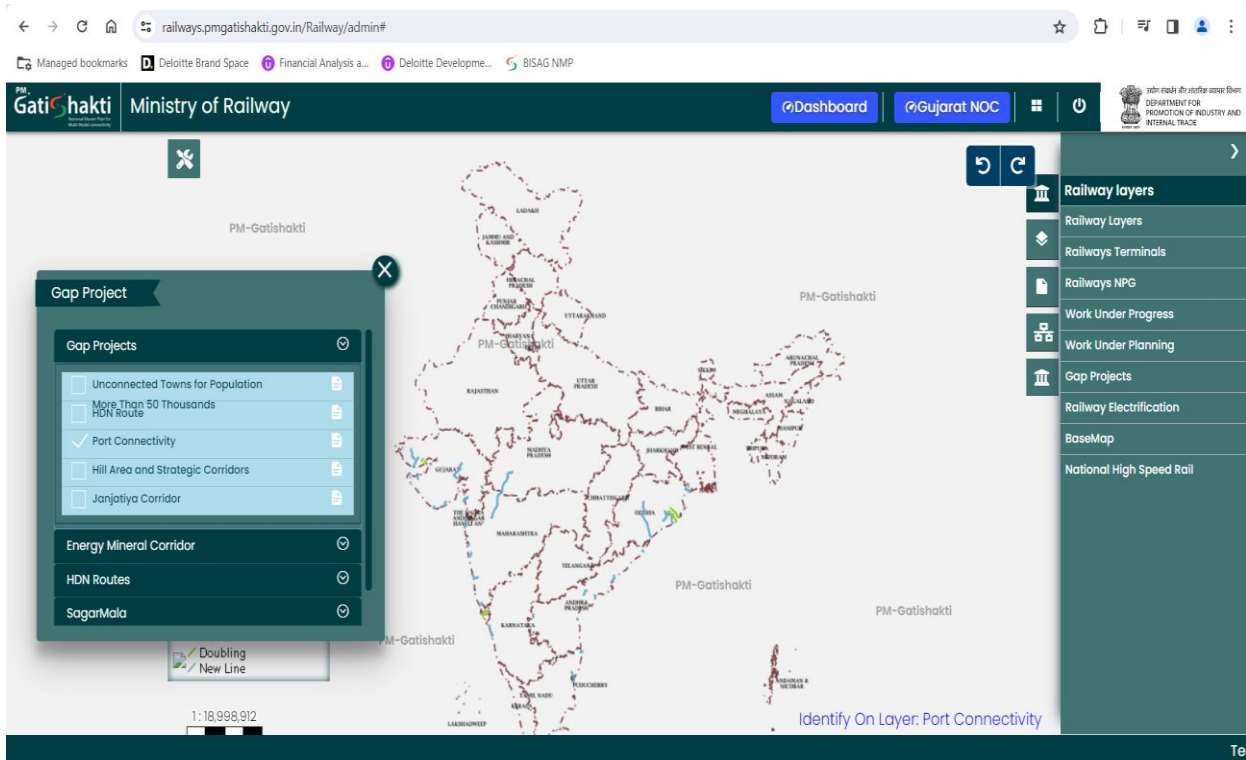 railways.pmgatishakti.gov.in/Railway/admin#
Managed bookmarks
Deloitte Brand Space
Financial Analysis a...
Deloitte Developme...
BISAG NMP
PM
GatiShakti
Ministry of Railway
Dashboard
Gujarat NOC
DEPARTMENT FOR
PROMOTION OF INDUSTRY AND
INTERNAL TRADE
Railway layers
Railway Layers
Railways Terminals
Railways NPG
Work Under Progress
Work Under Planning
Gap Projects
Railway Electrification
BaseMap
National High Speed Rail
Gap Project
Gap Projects
Unconnected Towns for Population
More Than 50 Thousands
HDN Route
Port Connectivity
Hill Area and Strategic Corridors
Janjatiya Corridor
Energy Mineral Corridor
HDN Routes
SagarMala
Doubling
New Line
1 : 18,998,912
PM-Gatishakti
PM-Gatishakti
PM-Gatishakti
PM-Gatishakti
PM-Gatishakti
PM-Gatishakti
LADAKH
JAMMU AND
KASHMIR
HIMACHAL
PRADESH
PUNJAB
CHANDIGARH
UTTARAKHAND
RAJASTHAN
UTTAR
PRADESH
BIHAR
SIKKIM
ARUNACHAL
PRADESH
ASSAM
NAGALAND
MEGHALAYA
MANIPUR
TRIPURA
MIZORAM
GUJARAT
MADHYA
PRADESH
JHARKHAND
WEST BENGAL
CHHATTISGARH
ODISHA
MAHARASHTRA
TELANGANA
ANDHRA
PRADESH
KARNATAKA
PUDUCHERRY
TAMIL NADU
KERALA
LAKSHADWEEP
ANDAMAN &
NICOBAR
Identify On Layer: Port Connectivity
Te